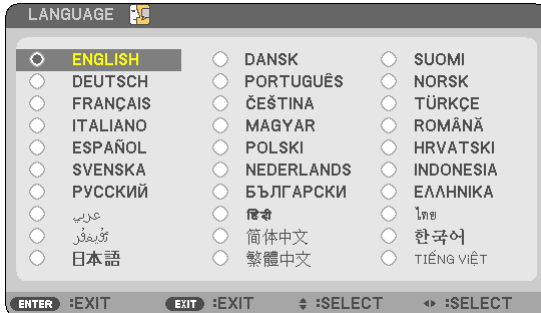 LANGUAGE
ENGLISH DANSK SUOMI
DEUTSCH PORTUGUÊS NORSK
FRANÇAIS ČEŠTINA TÜRKÇE
ITALIANO MAGYAR ROMÂNĂ
ESPAÑOL POLSKI HRVATSKI
SVENSKA NEDERLANDS INDONESIA
РУССКИЙ БЪЛГАРСКИ ΕΛΛΗΝΙΚΑ
عربي हिंदी ไทย
简体中文 한국어
日本語 繁體中文 TIẾNG VIỆT
ENTER :EXIT EXIT :EXIT :SELECT :SELECT